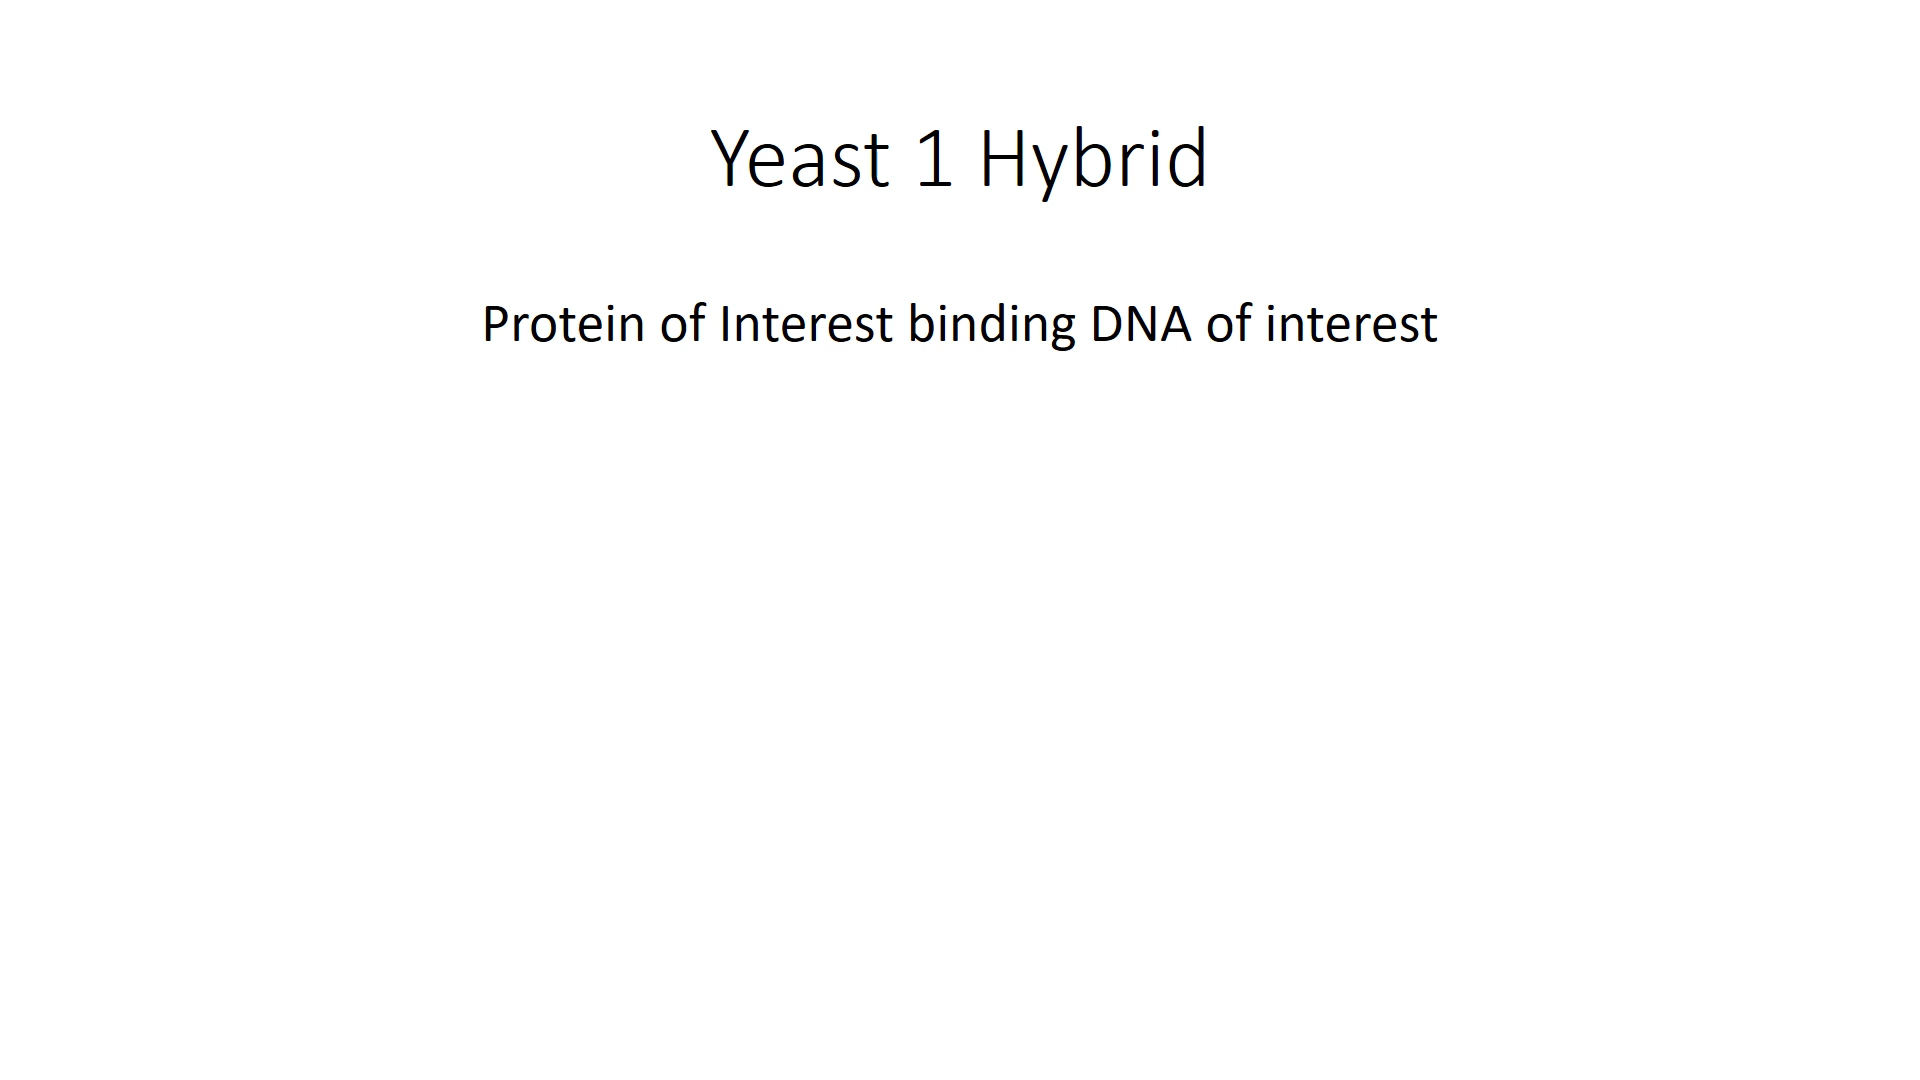 Yeast 1 Hybrid
Protein of Interest binding DNA of interest